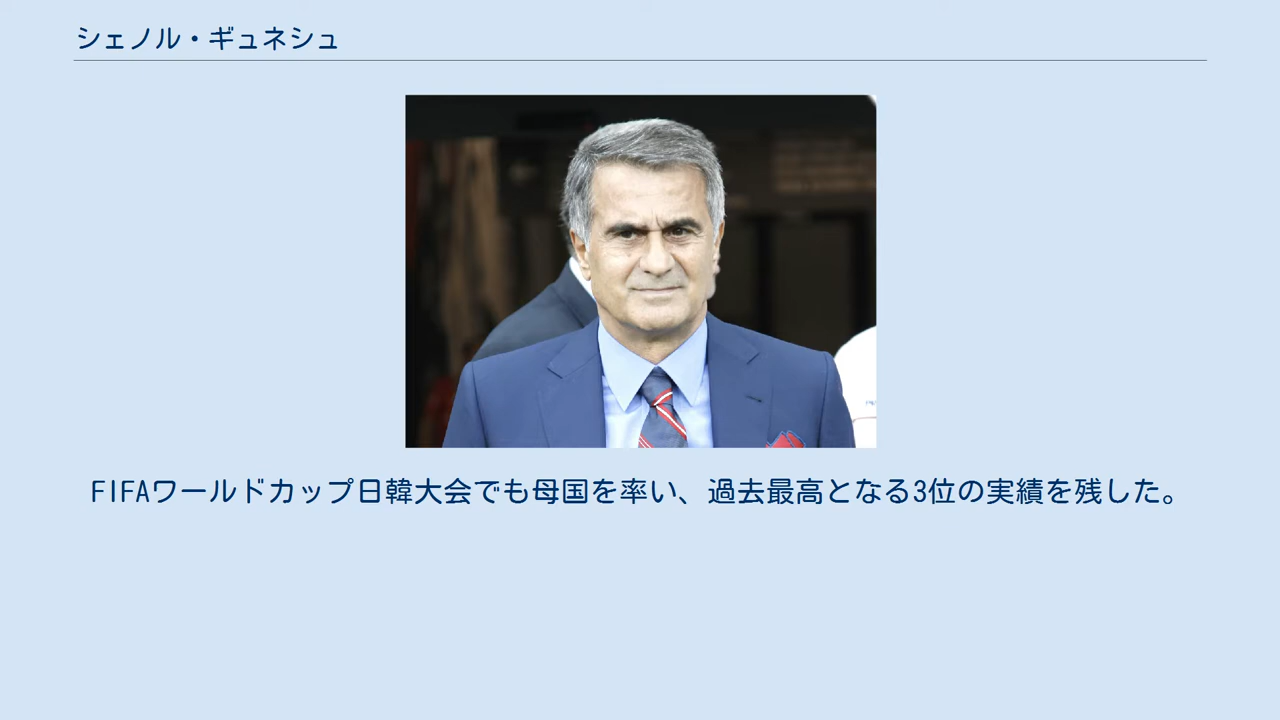 シェノル・ギュネシュ
FIFAワールドカップ日韓大会でも母国を率い、過去最高となる3位の実績を残した。